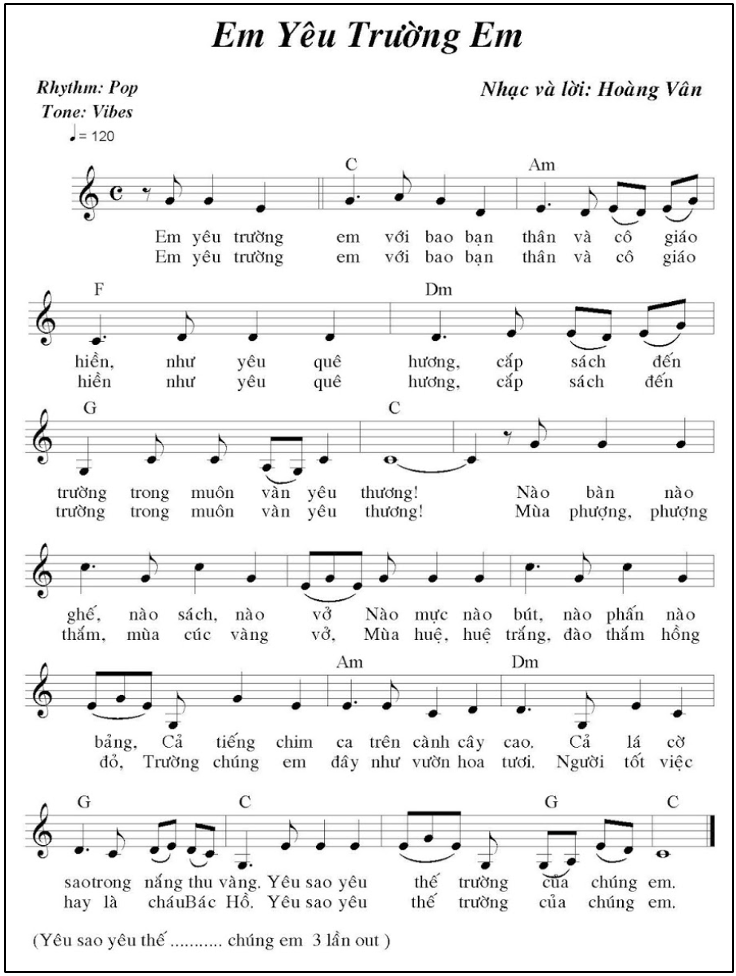 Em Yêu Trường Em
Rhythm: Pop
Nhạc và lời: Hoàng Vân
Tone: Vibes
♩ = 120
C Am
Em yêu trường em với bao bạn thân và cô giáo
Em yêu trường em với bao bạn thân và cô giáo
F Dm
hiền, như yêu quê hương, cắp sách đến
hiền như yêu quê hương, cắp sách đến
G C
trường trong muôn vàn yêu thương! Nào bàn nào
trường trong muôn vàn yêu thương! Mùa phượng, phượng
ghế, nào sách, nào vở Nào mực nào bút, nào phấn nào
thắm, mùa cúc vàng vở, Mùa huệ, huệ trắng, đào thắm hồng
Am Dm
bảng, Cả tiếng chim ca trên cành cây cao. Cả lá cờ
đỏ, Trường chúng em đây như vườn hoa tươi. Người tốt việc
G C G C
saotrong nắng thu vàng. Yêu sao yêu thế trường của chúng em.
hay là cháuBác Hồ. Yêu sao yêu thế trường của chúng em.
(Yêu sao yêu thế ........... chúng em 3 lần out )